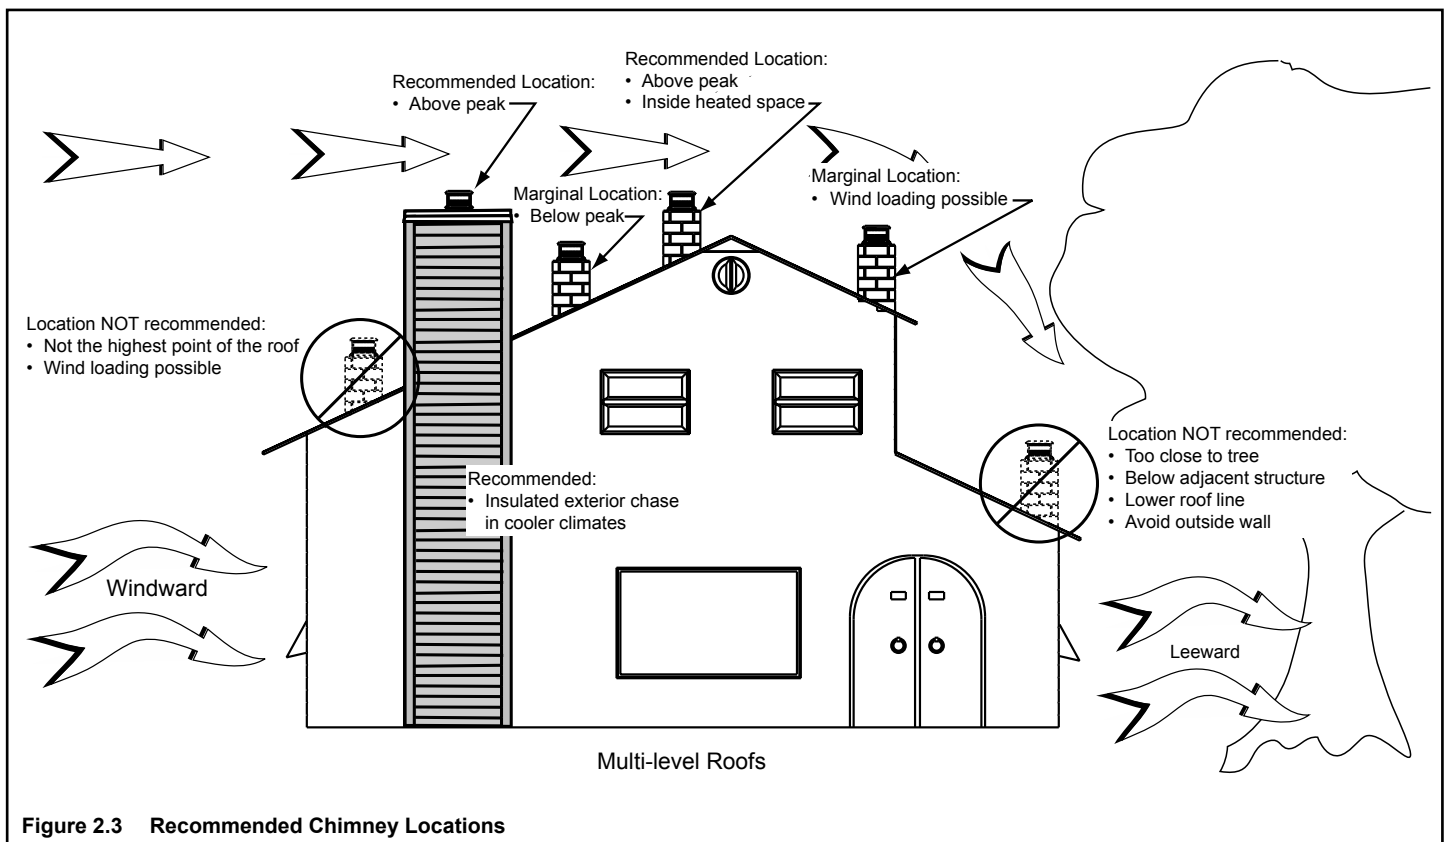 Recommended Location:
• Above peak
Recommended Location:
• Above peak
• Inside heated space
Marginal Location:
• Below peak
Marginal Location:
• Wind loading possible
Location NOT recommended:
• Not the highest point of the roof
• Wind loading possible
Recommended:
• Insulated exterior chase
in cooler climates
Location NOT recommended:
• Too close to tree
• Below adjacent structure
• Lower roof line
• Avoid outside wall
Windward
Leeward
Multi-level Roofs
Figure 2.3 Recommended Chimney Locations